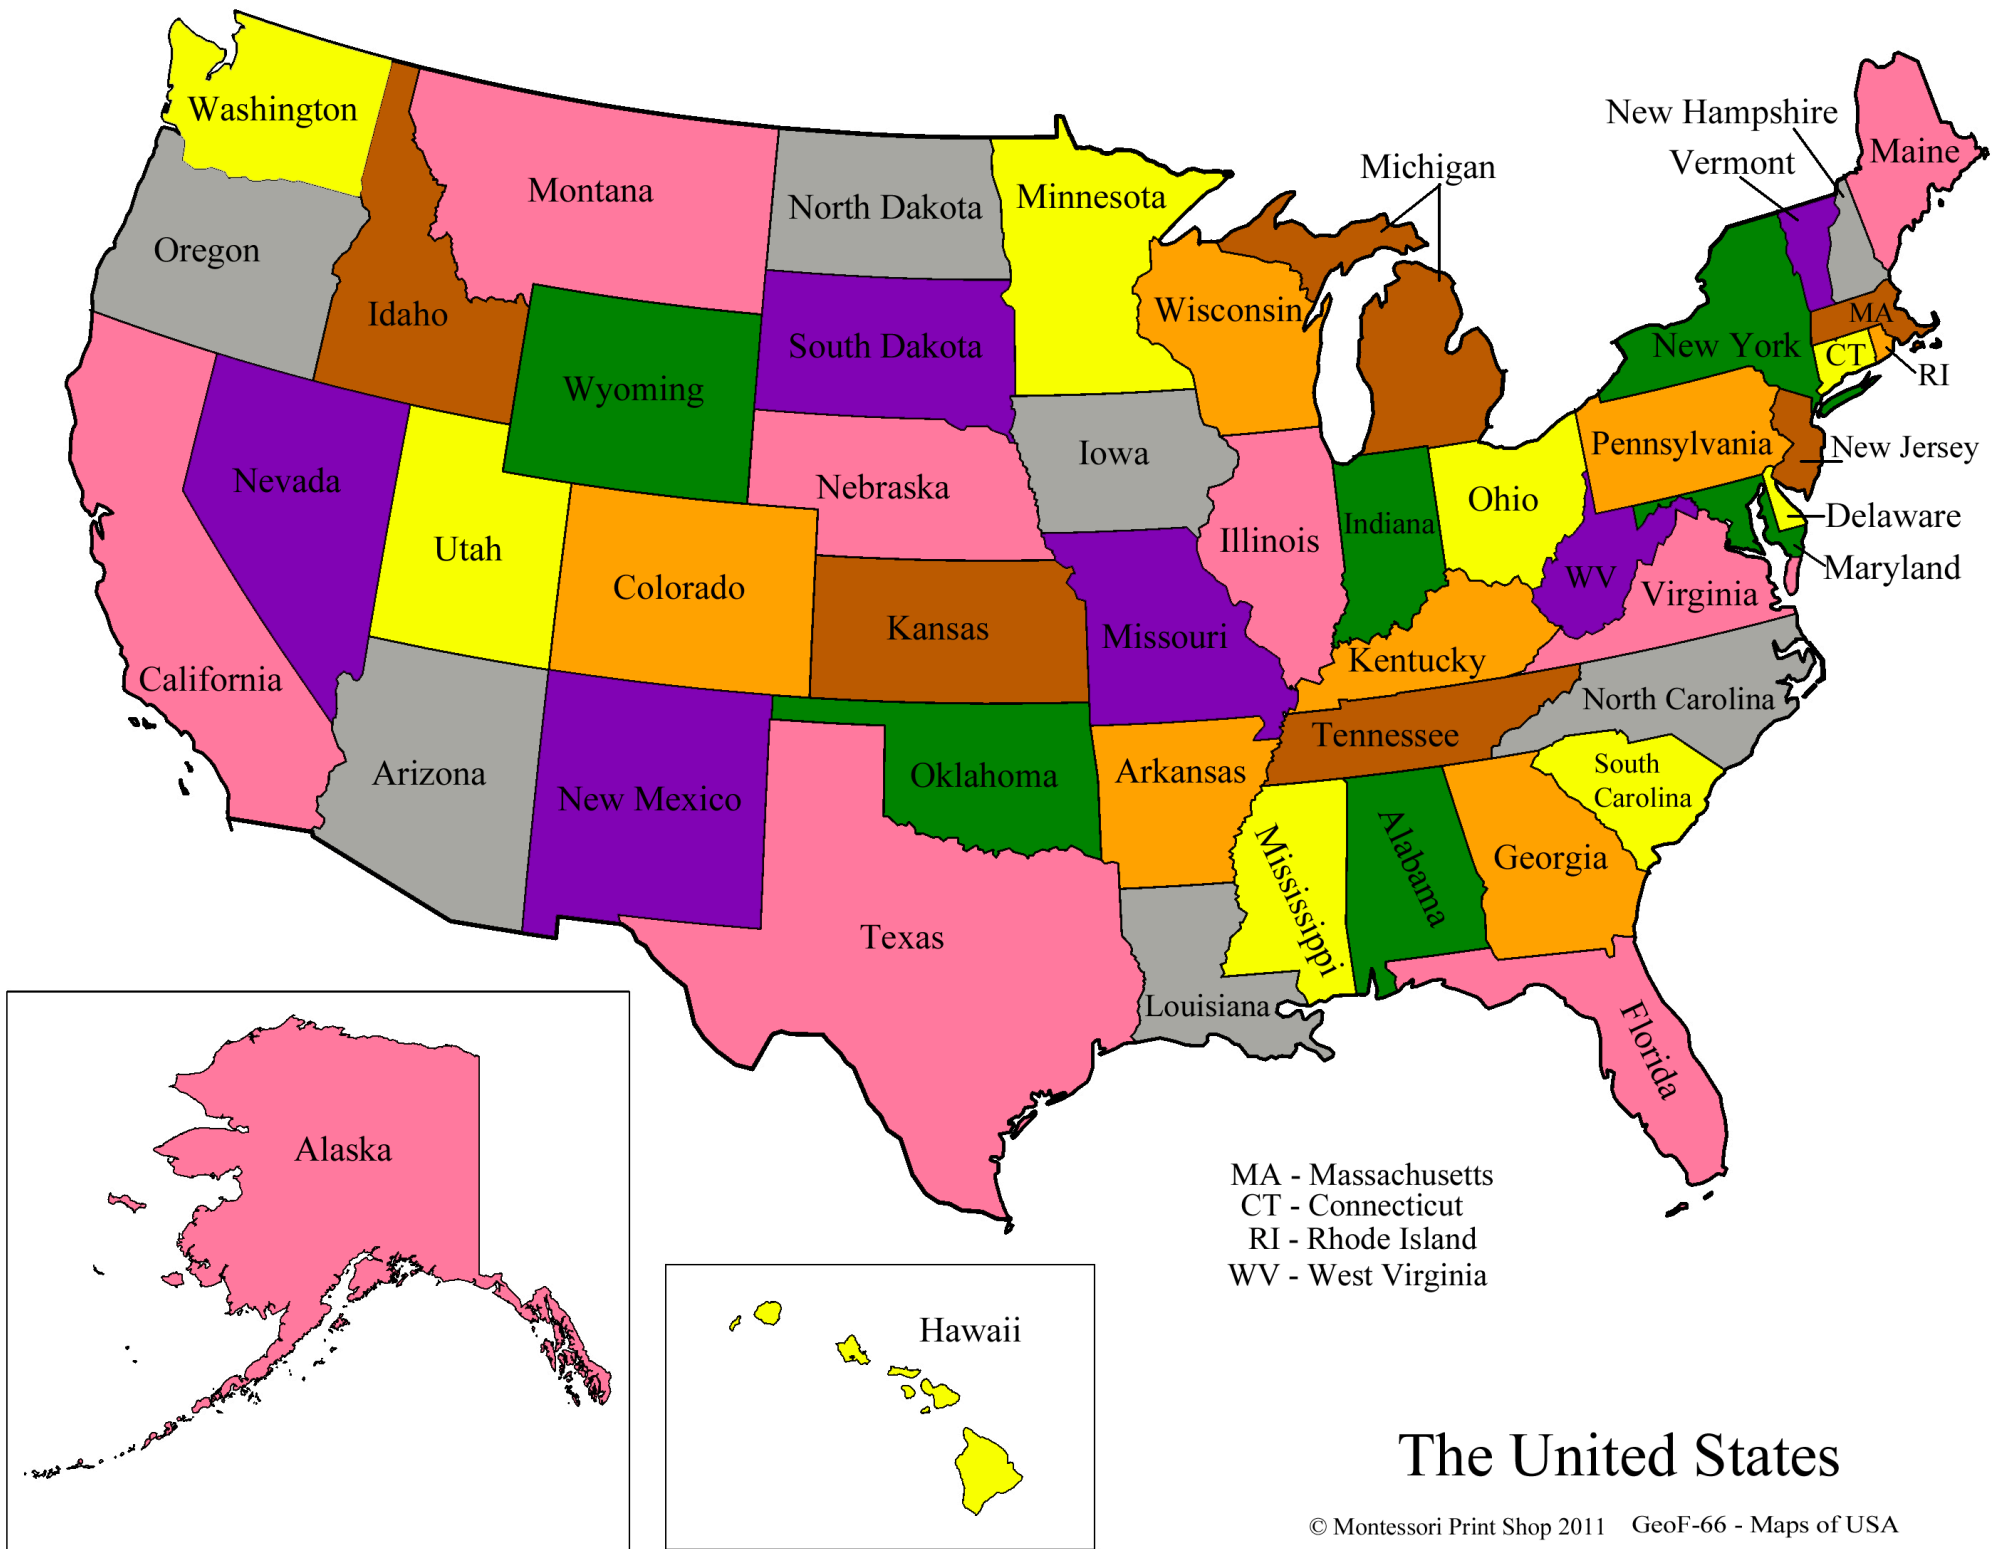 Washington
Montana
North Dakota
Minnesota
Michigan
New Hampshire
Vermont
Maine
Oregon
Idaho
Wyoming
South Dakota
Wisconsin
New York
MA
CT
RI
Nevada
Utah
Colorado
Nebraska
Iowa
Illinois
Indiana
Ohio
Pennsylvania
New Jersey
Delaware
Maryland
WV
Virginia
California
Kansas
Missouri
Kentucky
Tennessee
North Carolina
South
Carolina
Arizona
New Mexico
Oklahoma
Arkansas
Mississippi
Alabama
Georgia
Texas
Louisiana
Florida
Alaska
Hawaii
MA - Massachusetts
CT - Connecticut
RI - Rhode Island
WV - West Virginia
The United States
© Montessori Print Shop 2011 GeoF-66 - Maps of USA